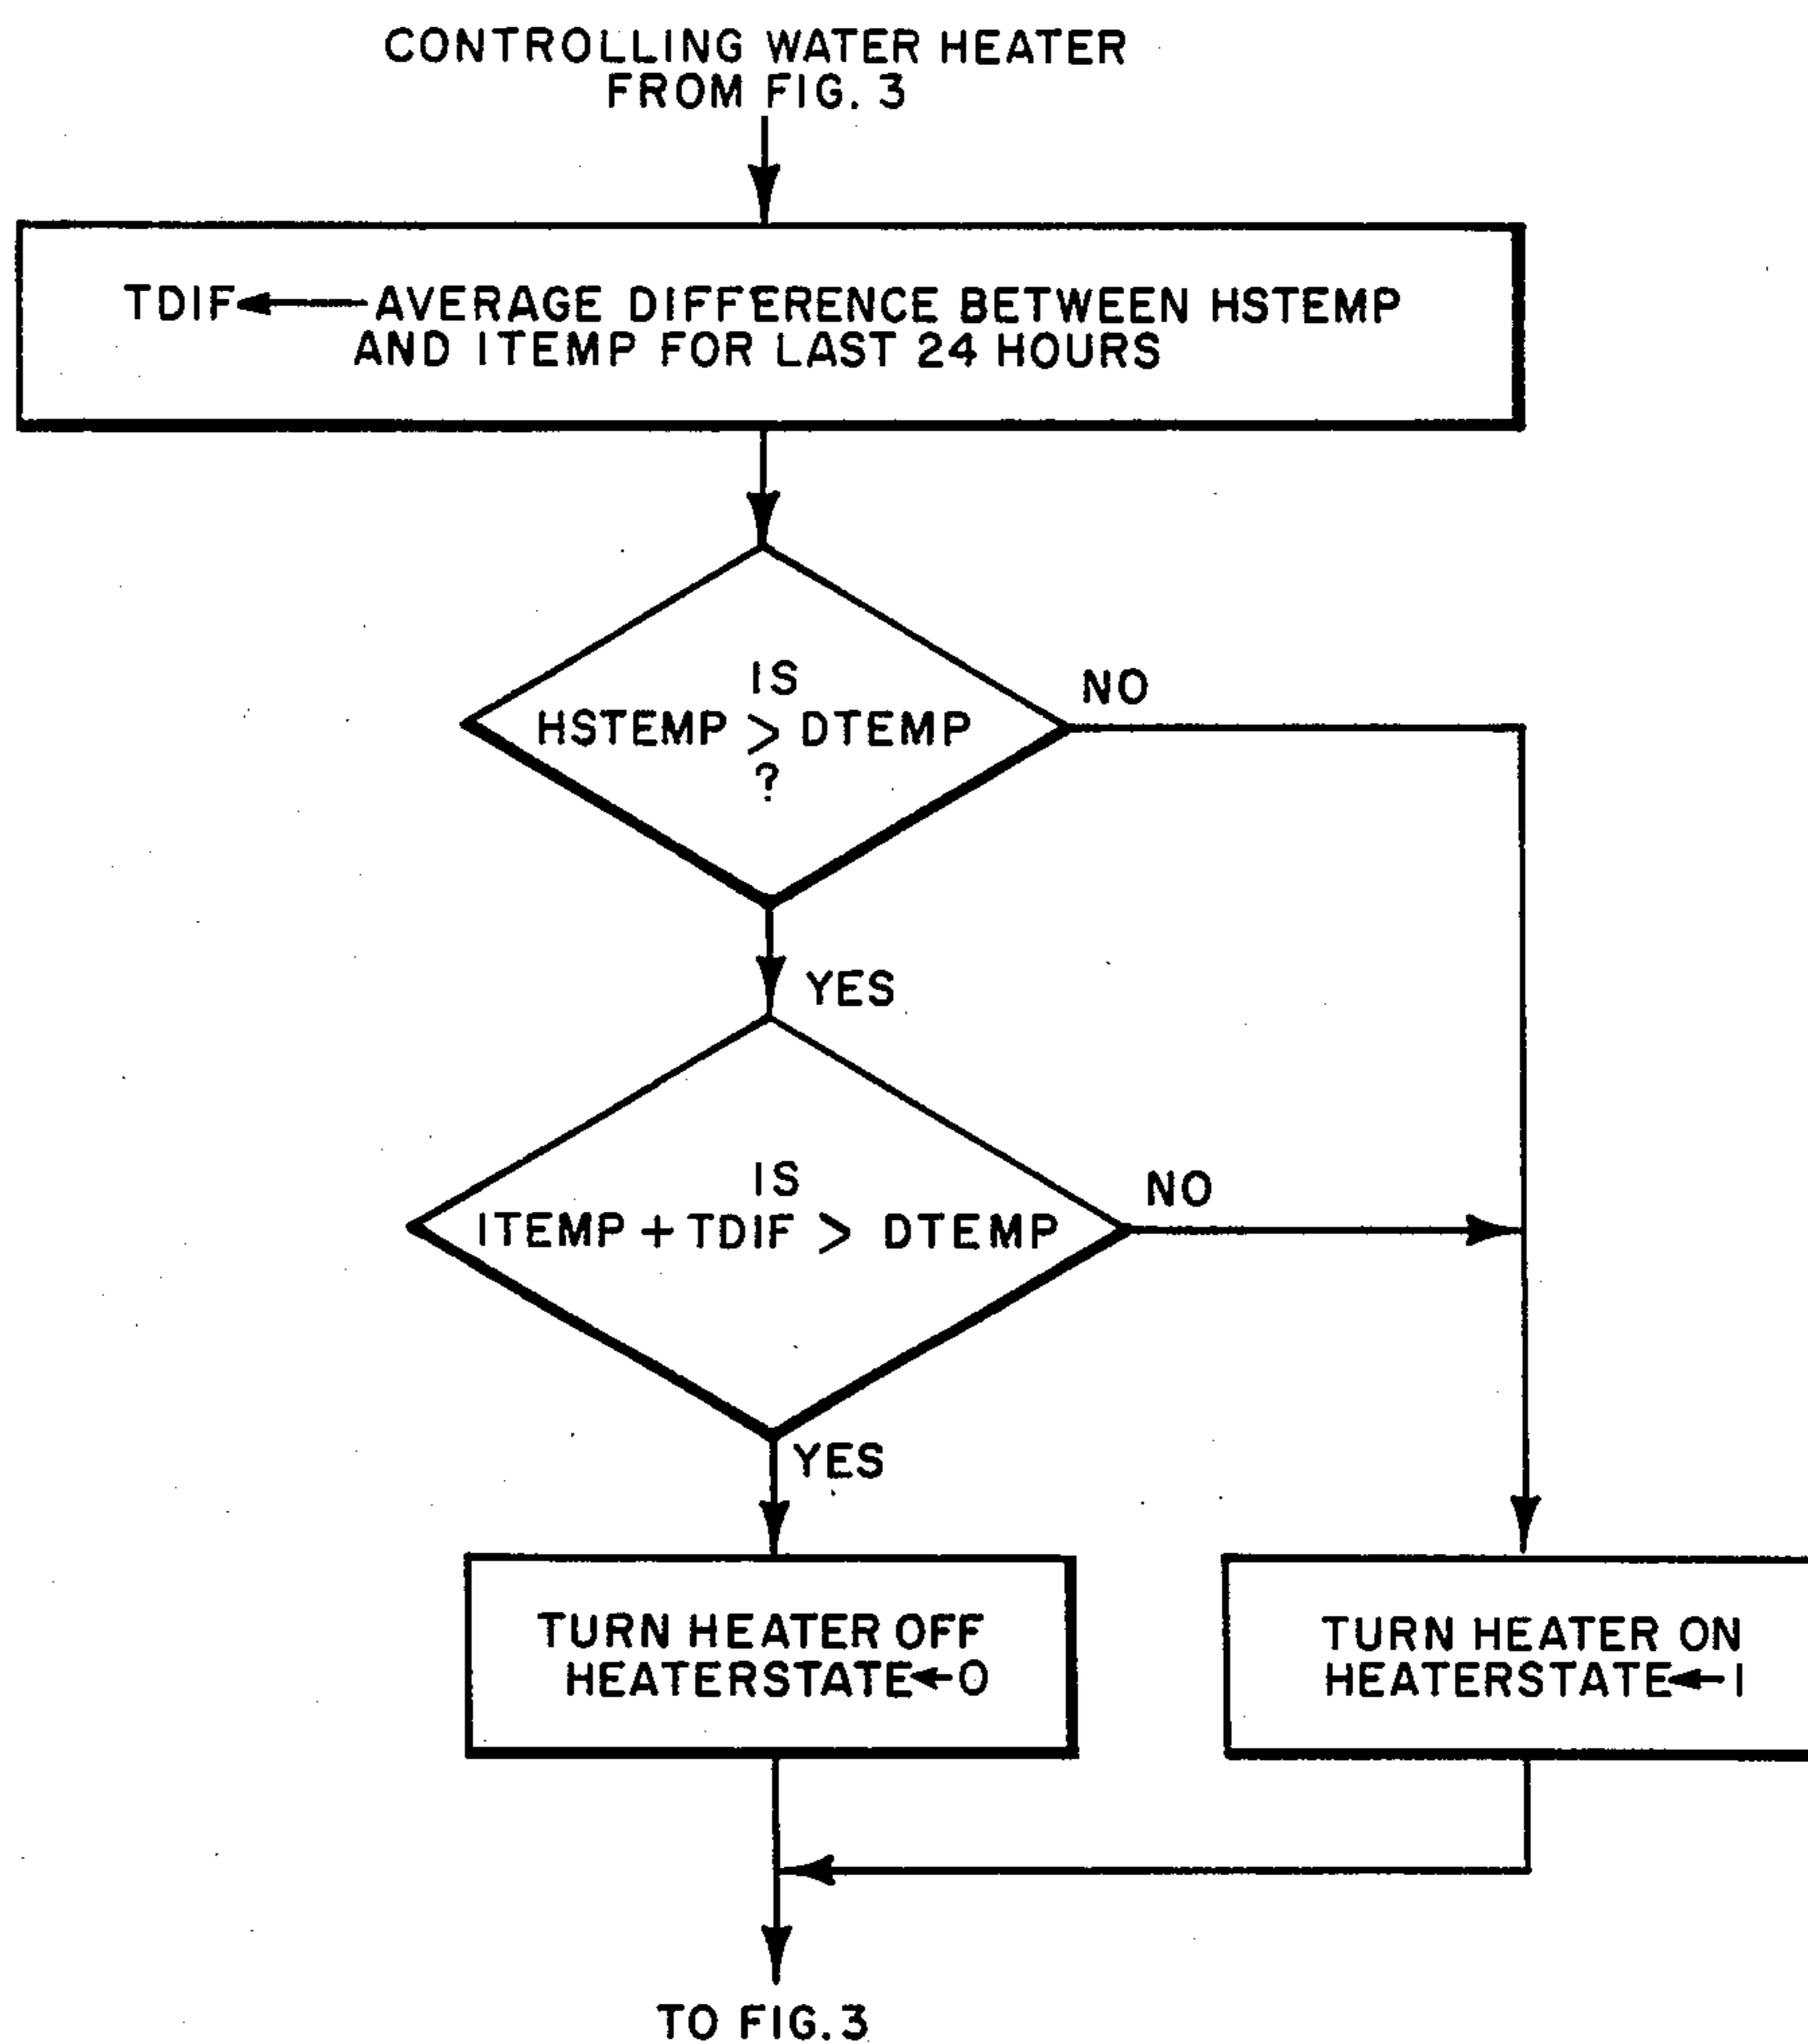 CONTROLLING WATER HEATER
FROM FIG. 3
TDIF←AVERAGE DIFFERENCE BETWEEN HSTEMP
AND ITEMP FOR LAST 24 HOURS
IS
HSTEMP > DTEMP
?
NO
YES
IS
ITEMP + TDIF > DTEMP
NO
YES
TURN HEATER OFF
HEATERSTATE←0
TURN HEATER ON
HEATERSTATE←1
TO FIG. 3